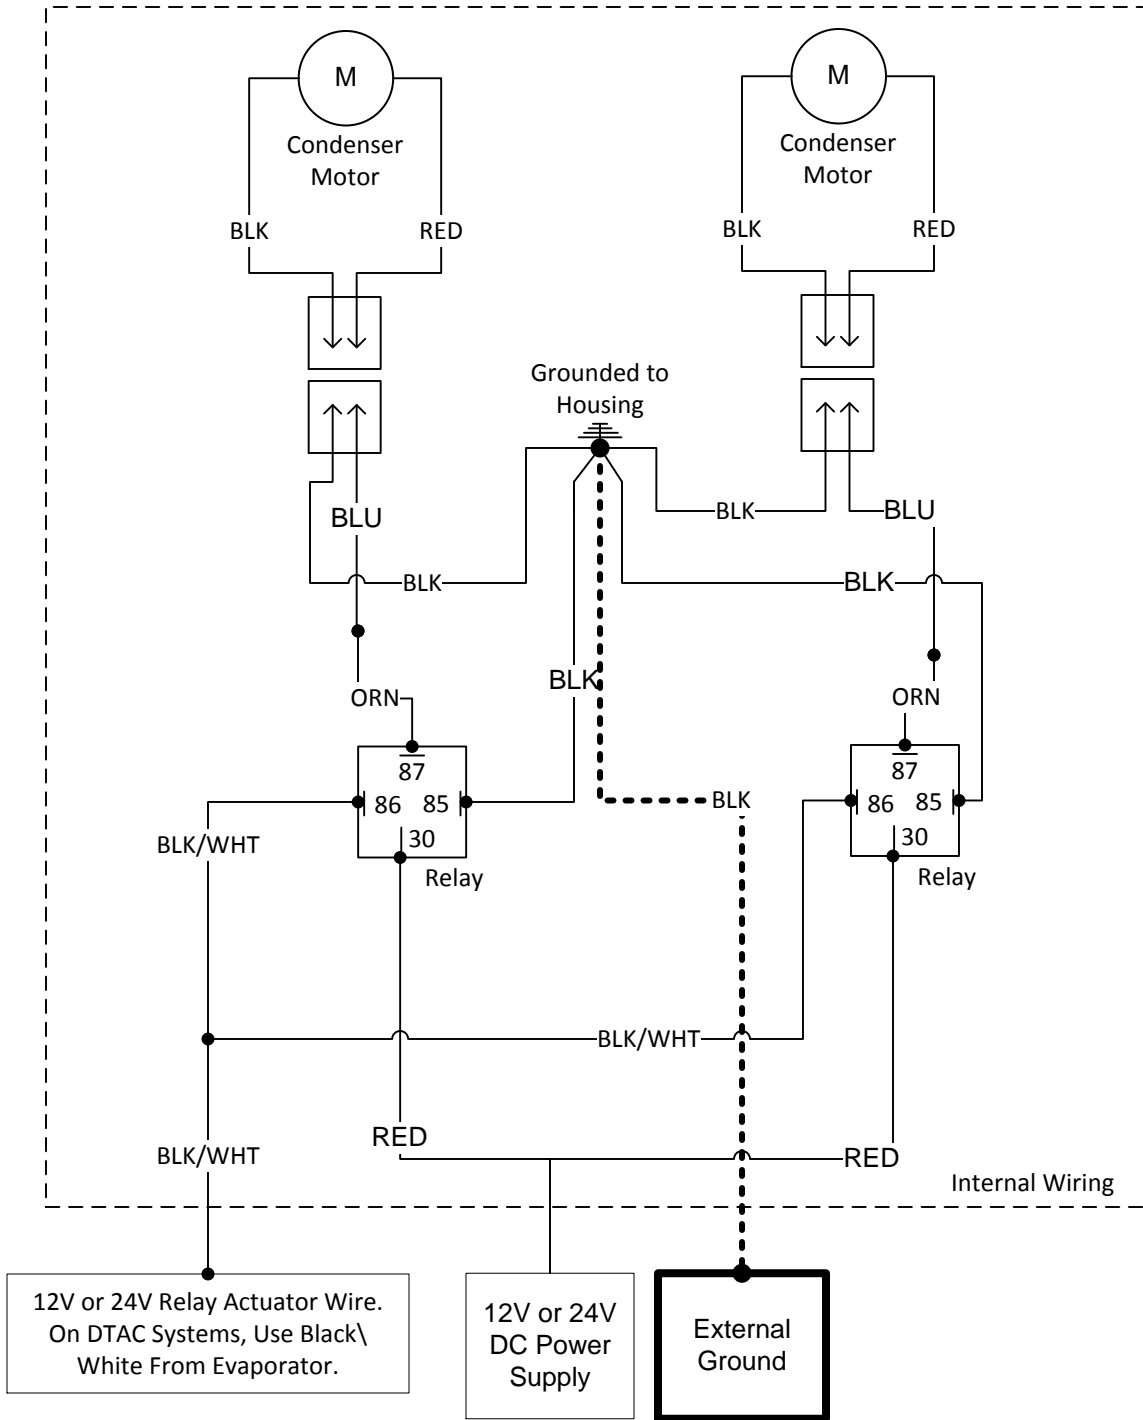 M
M
Condenser
Motor
Condenser
Motor
BLK
RED
BLK
RED
Grounded to
Housing
BLU
BLK
BLU
BLK
BLK
BLK
ORN
ORN
87
86
85
30
Relay
87
86
85
30
Relay
BLK
BLK/WHT
BLK/WHT
RED
BLK/WHT
RED
Internal Wiring
12V or 24V Relay Actuator Wire.
On DTAC Systems, Use Black\
White From Evaporator.
12V or 24V
DC Power
Supply
External
Ground